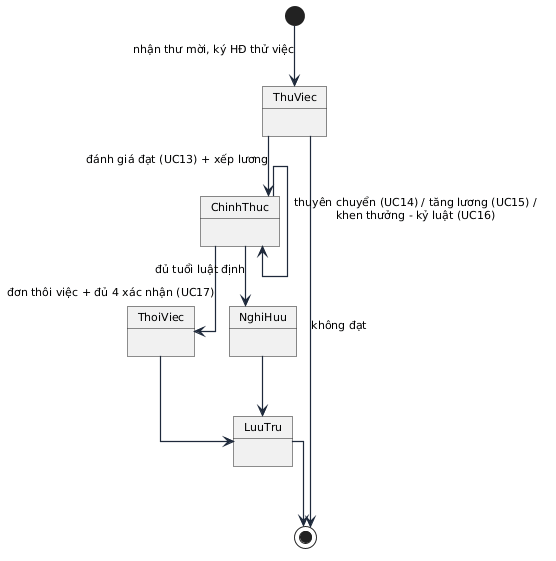 nhận thư mời, ký HĐ thử việc
ThuViec
đánh giá đạt (UC13) + xếp lương
thuyên chuyển (UC14) / tăng lương (UC15) /
khen thưởng - kỷ luật (UC16)
ChinhThuc
đủ tuổi luật định
đơn thôi việc + đủ 4 xác nhận (UC17)
ThoiViec
NghiHuu
không đạt
LuuTru